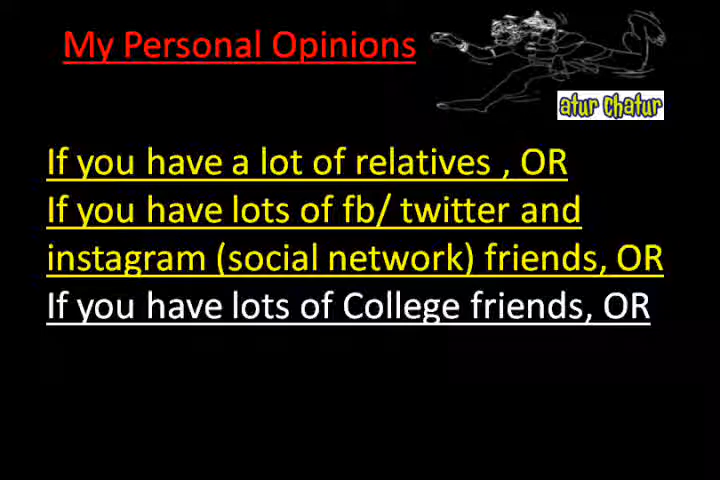 My Personal Opinions
atur chatur
If you have a lot of relatives , OR
If you have lots of fb/ twitter and
instagram (social network) friends, OR
If you have lots of College friends, OR